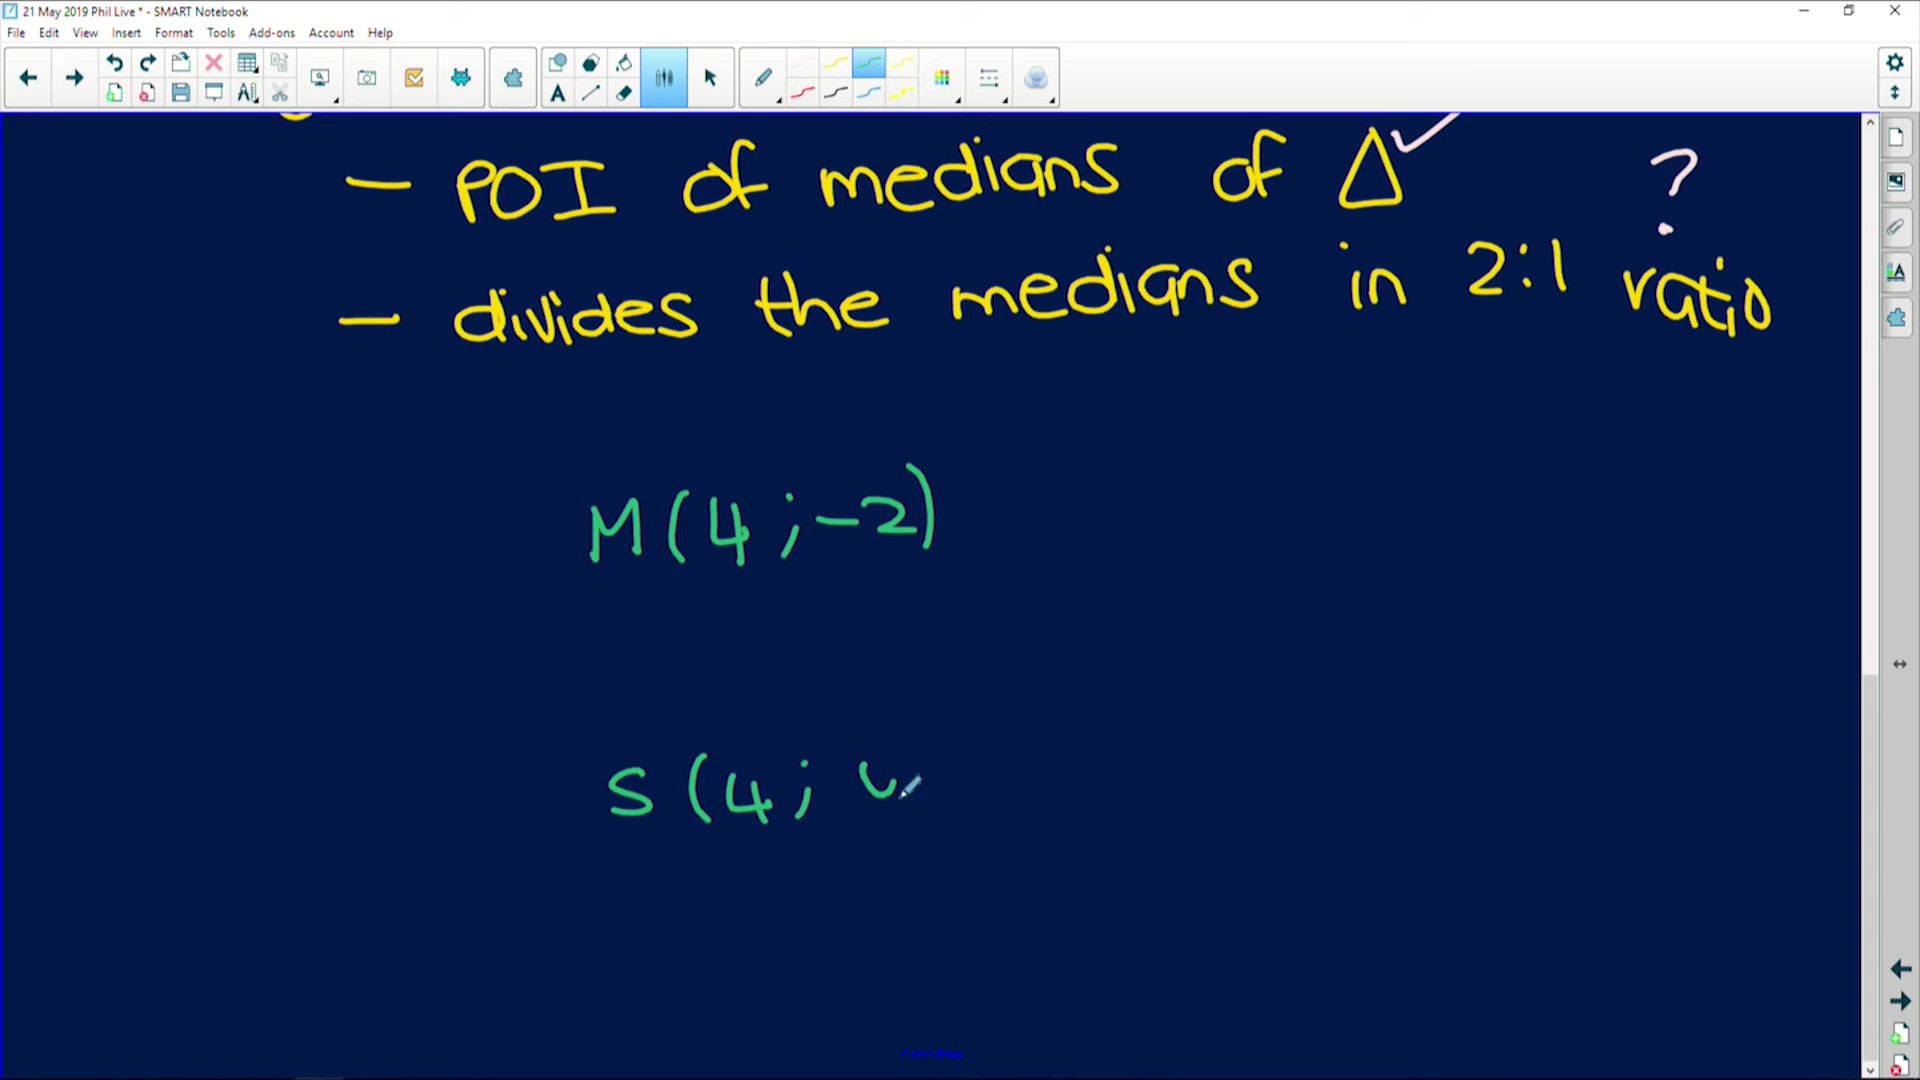 21 May 2019 Phil Live * - SMART Notebook
File Edit View Insert Format Tools Add-ons Account Help
- POI of medians of Δ ✓ ?
- divides the medians in 2:1 ratio
M(4;-2)
S(4;